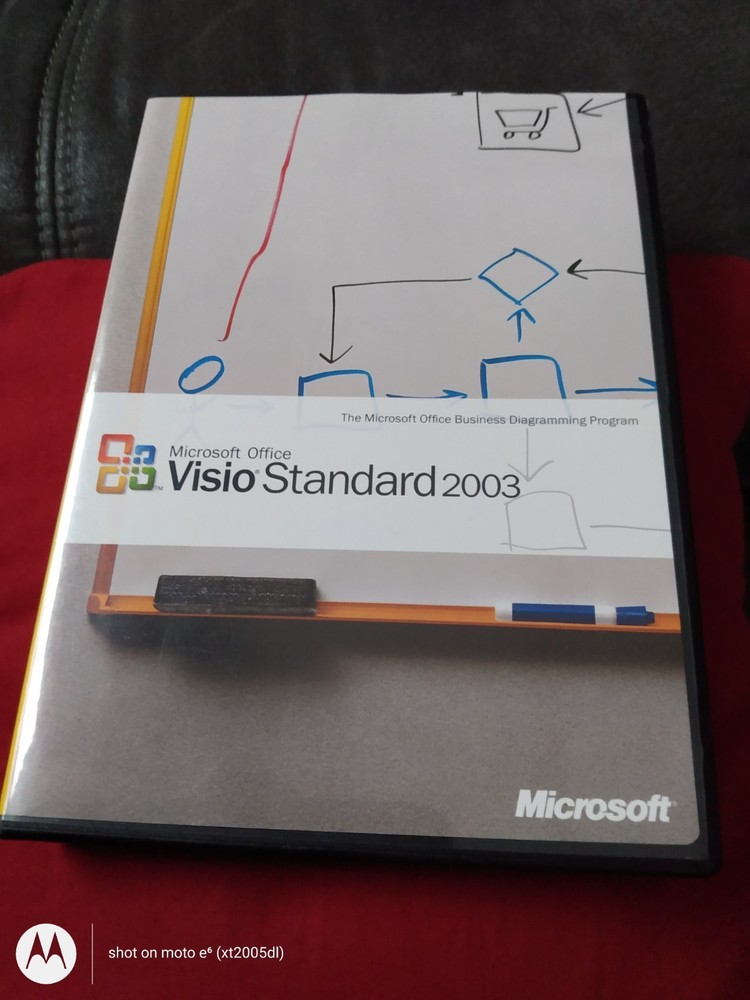 The Microsoft Office Business Diagramming Program
Microsoft Office
Visio® Standard 2003
Microsoft®
shot on moto e⁶ (xt2005dl)